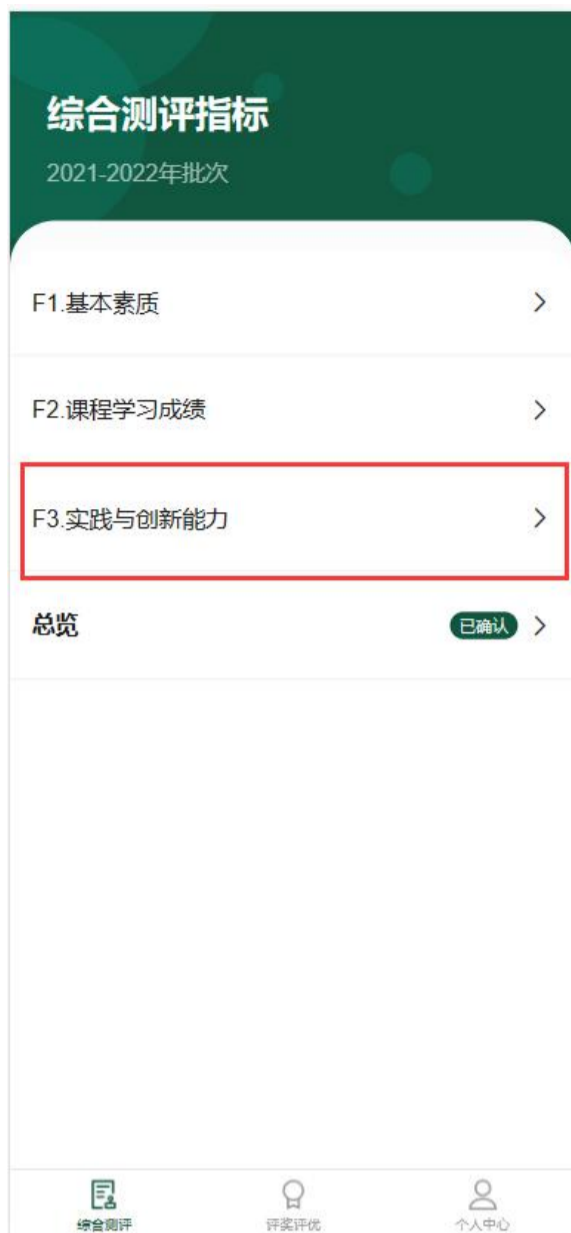 综合测评指标
2021-2022年批次
F1.基本素质
F2.课程学习成绩
F3.实践与创新能力
总览 已确认
综合测评 评奖评优 个人中心